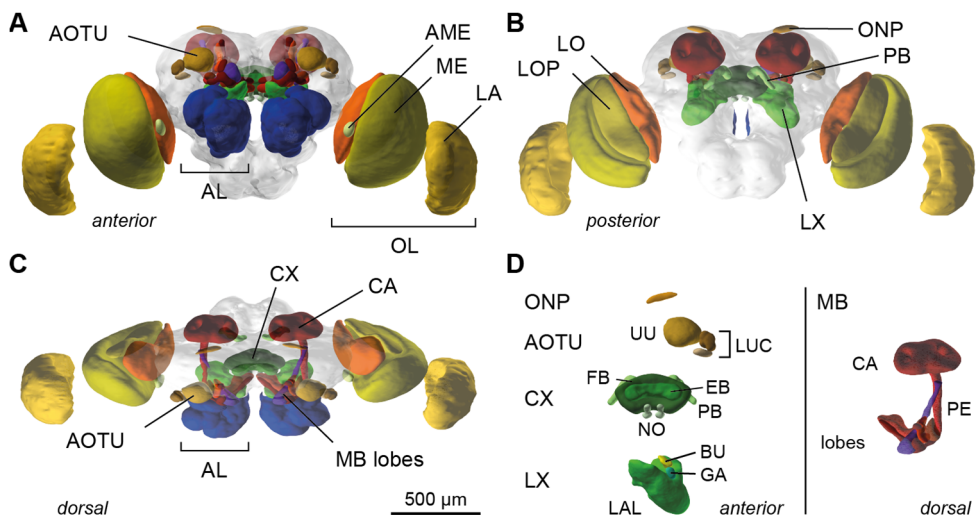 A
AOTU
AME
ME
LA
AL
anterior
OL
B
LO
LOP
ONP
PB
LX
posterior
C
CX
CA
AOTU
AL
MB lobes
dorsal
500 µm
D
ONP
AOTU
UU
LUC
CX
FB
EB
PB
NO
LX
BU
GA
LAL
anterior
MB
CA
PE
lobes
dorsal